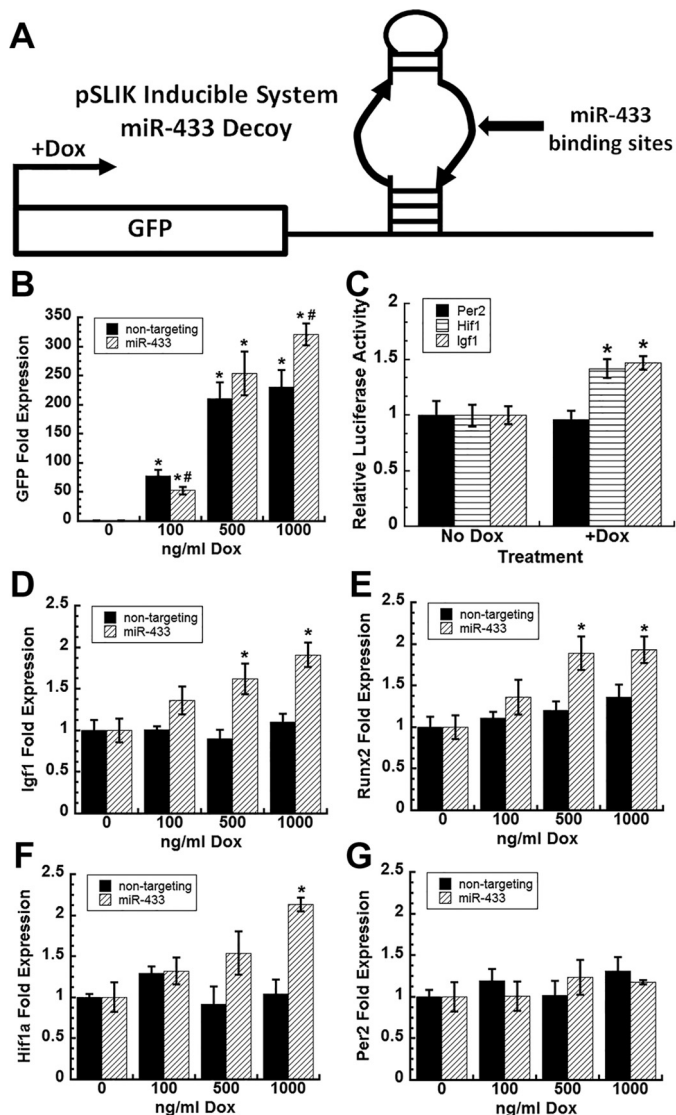 A
pSLIK Inducible System
miR-433 Decoy
miR-433
binding sites
+Dox
GFP
B
GFP Fold Expression
350
300
250
200
150
100
50
0
non-targeting
miR-433
* *# * * * *#
0 100 500 1000
ng/ml Dox
C
Relative Luciferase Activity
2
1.5
1
0.5
0
Per2
Hif1
Igf1
* *
No Dox +Dox
Treatment
D
Igf1 Fold Expression
2.5
2
1.5
1
0.5
0
non-targeting
miR-433
* *
0 100 500 1000
ng/ml Dox
E
Runx2 Fold Expression
2.5
2
1.5
1
0.5
0
non-targeting
miR-433
* *
0 100 500 1000
ng/ml Dox
F
Hif1a Fold Expression
2.5
2
1.5
1
0.5
0
non-targeting
miR-433
*
0 100 500 1000
ng/ml Dox
G
Per2 Fold Expression
2.5
2
1.5
1
0.5
0
non-targeting
miR-433
0 100 500 1000
ng/ml Dox